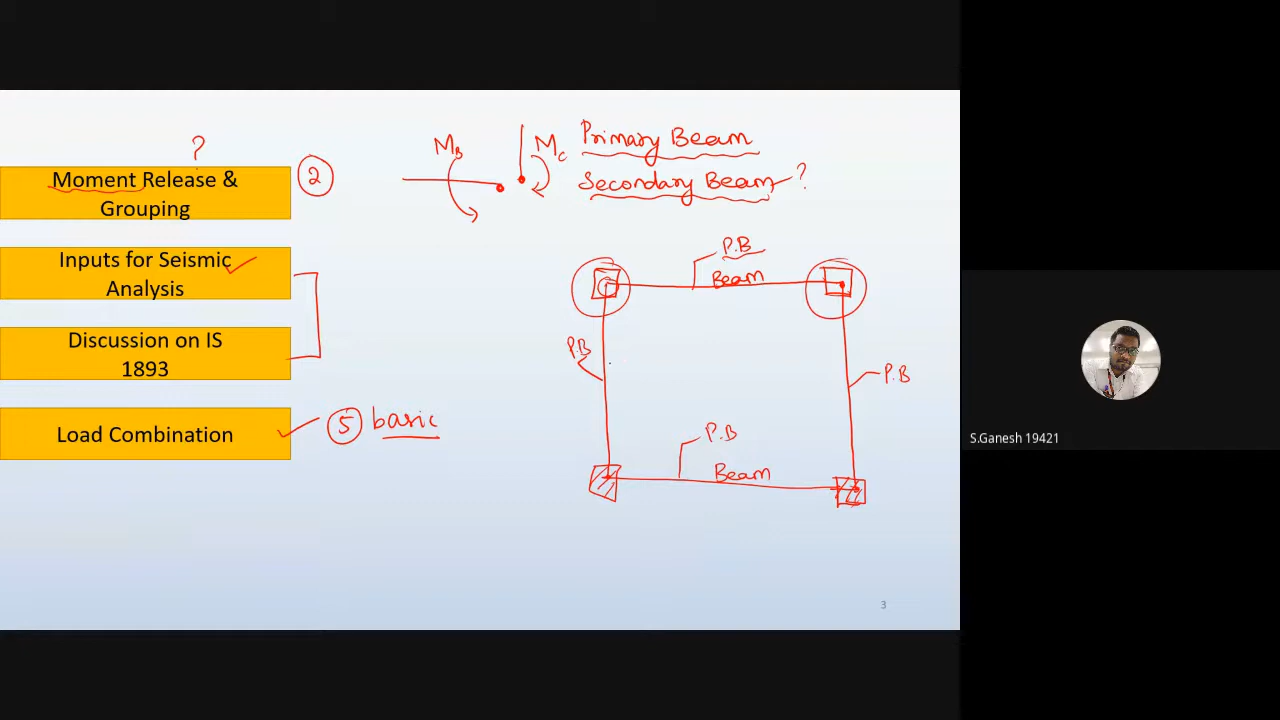 ?
Moment Release &
Grouping
2
Inputs for Seismic
Analysis
Discussion on IS
1893
Load Combination
5 basic
MB
Mc
Primary Beam
Secondary Beam ?
P.B
Beam
P.B
P.B
P.B
Beam
3
S.Ganesh 19421